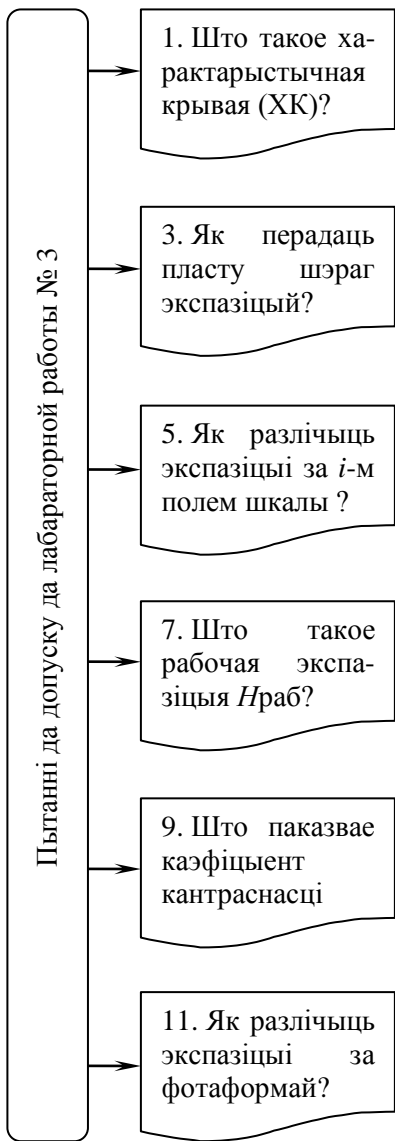 Пытанні да допуску да лабараторной работы № 3
1. Што такое ха-
рактарыстычная
крывая (ХК)?
3. Як перадаць
пласту шэраг
экспазіцый?
5. Як разлічыць
экспазіцыі за i-м
полем шкалы ?
7. Што такое
рабочая экспа-
зіцыя Hраб?
9. Што паказвае
каэфіцыент
кантраснасці
11. Як разлічыць
экспазіцыі за
фотаформай?